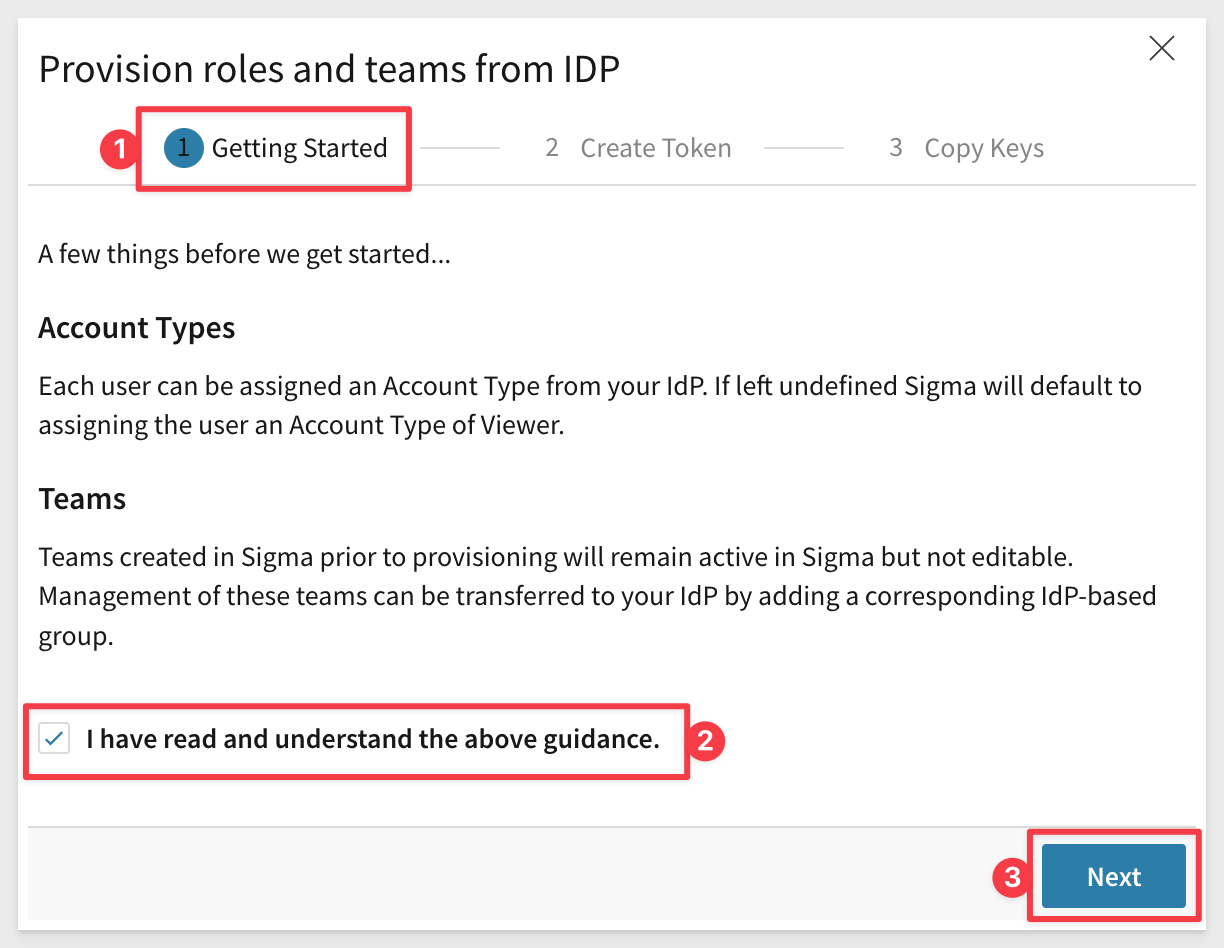 Provision roles and teams from IDP
1 1 Getting Started 2 Create Token 3 Copy Keys
A few things before we get started...
Account Types
Each user can be assigned an Account Type from your IdP. If left undefined Sigma will default to
assigning the user an Account Type of Viewer.
Teams
Teams created in Sigma prior to provisioning will remain active in Sigma but not editable.
Management of these teams can be transferred to your IdP by adding a corresponding IdP-based
group.
I have read and understand the above guidance. 2
3 Next